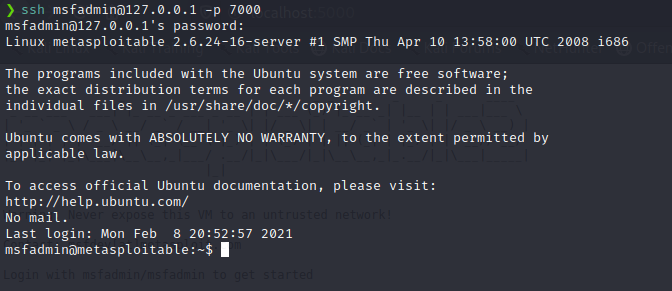 ❯ ssh msfadmin@127.0.0.1 -p 7000
msfadmin@127.0.0.1's password:
Linux metasploitable 2.6.24-16-server #1 SMP Thu Apr 10 13:58:00 UTC 2008 i686
The programs included with the Ubuntu system are free software;
the exact distribution terms for each program are described in the
individual files in /usr/share/doc/*/copyright.
Ubuntu comes with ABSOLUTELY NO WARRANTY, to the extent permitted by
applicable law.
To access official Ubuntu documentation, please visit:
http://help.ubuntu.com/
No mail.
Never expose this VM to an untrusted network!
Last login: Mon Feb  8 20:52:57 2021
msfadmin@metasploitable:~$
Login with msfadmin/msfadmin to get started